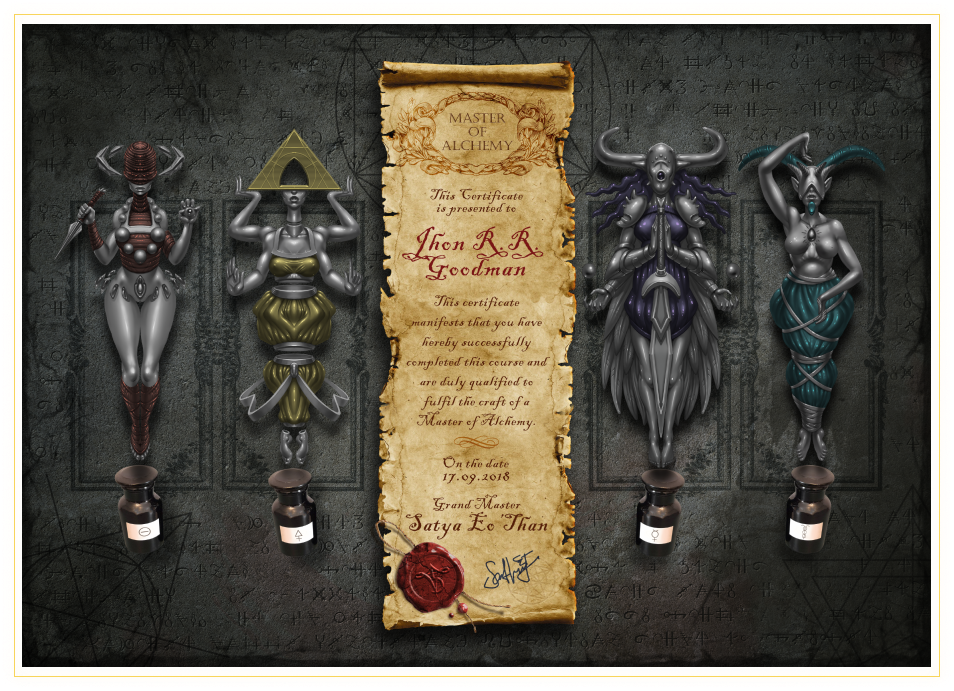 MASTER
OF
ALCHEMY
This Certificate
is presented to
Jhon R.R.
Goodman
This certificate
manifests that you have
hereby successfully
completed this course and
are duly qualified to
fulfil the craft of a
Master of Alchemy.
On the date
17.09.2018
Grand Master
Satya Eo'Than